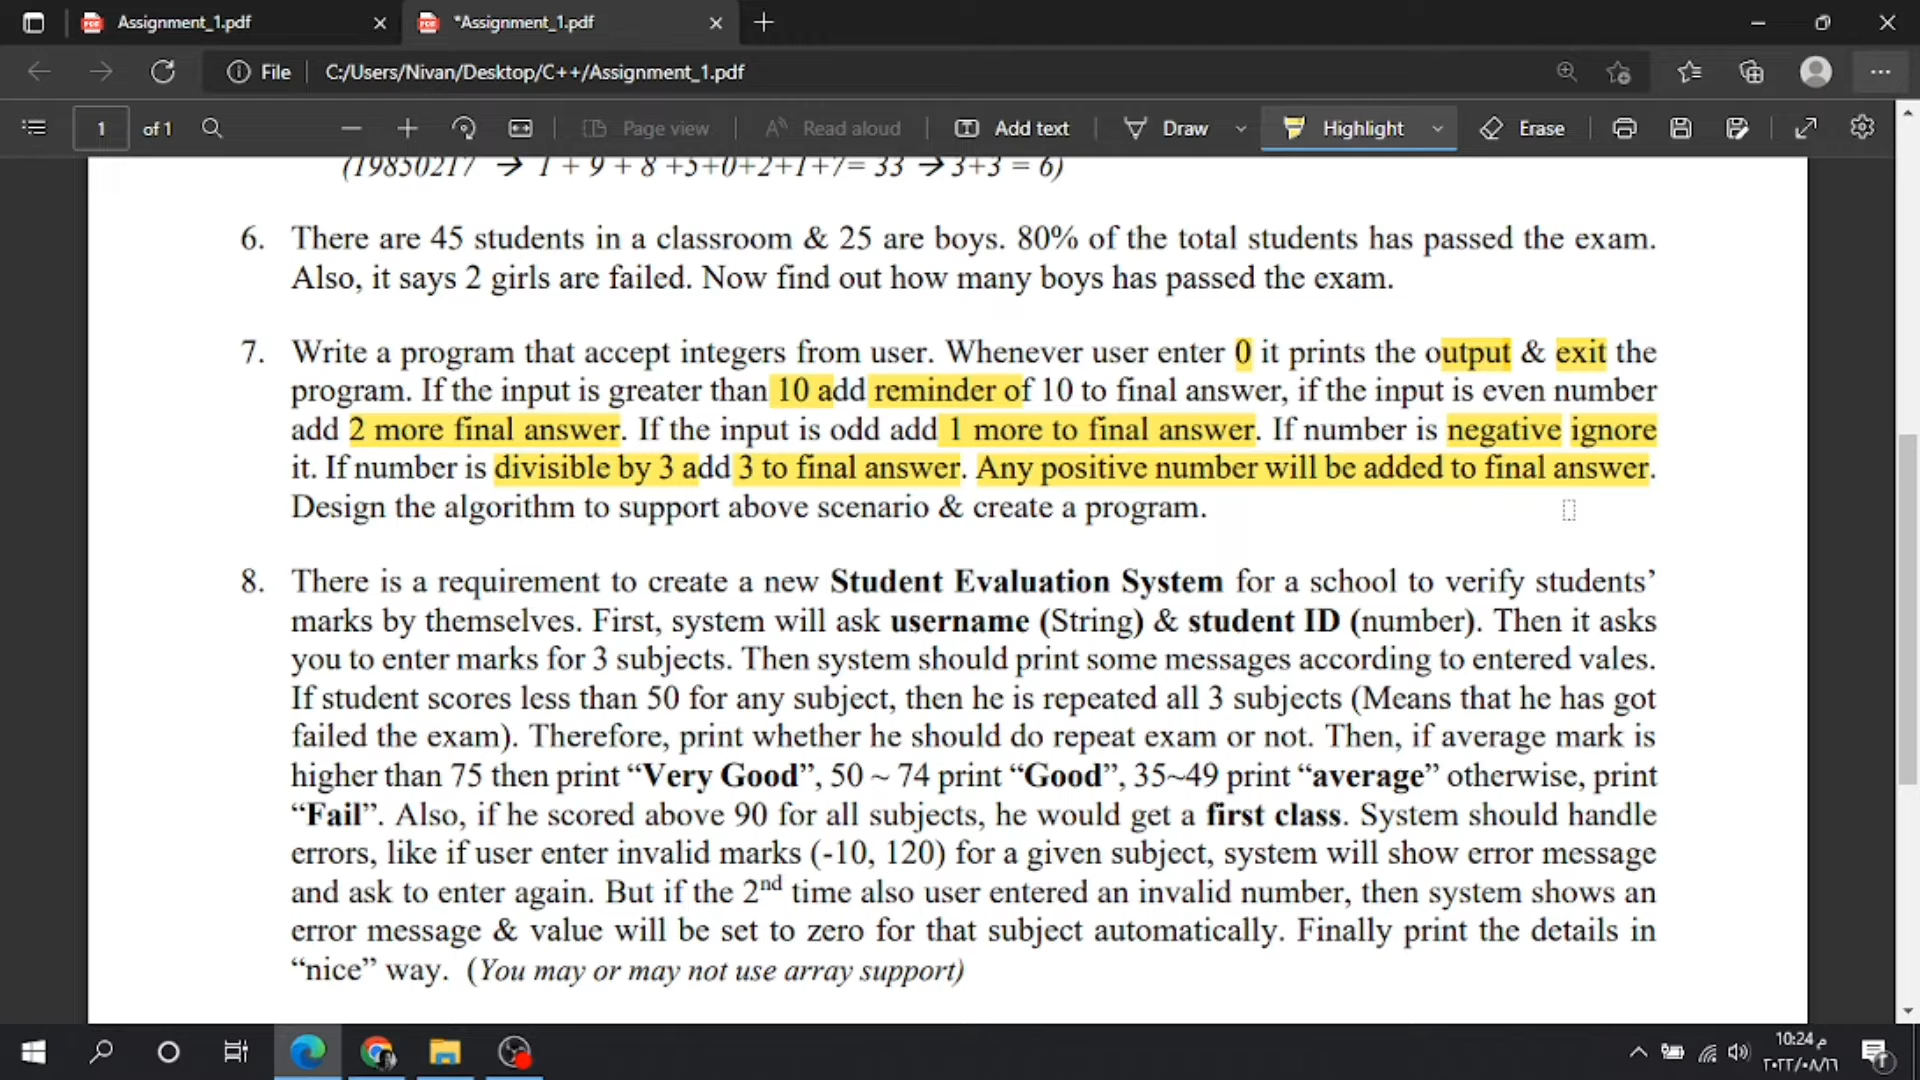 Assignment_1.pdf
*Assignment_1.pdf
File
C:/Users/Nivan/Desktop/C++/Assignment_1.pdf
1 of 1
Page view
Read aloud
Add text
Draw
Highlight
Erase
(19850217 → 1 + 9 + 8 +5+0+2+1+7= 33 → 3+3 = 6)
6. There are 45 students in a classroom & 25 are boys. 80% of the total students has passed the exam.
Also, it says 2 girls are failed. Now find out how many boys has passed the exam.
7. Write a program that accept integers from user. Whenever user enter 0 it prints the output & exit the
program. If the input is greater than 10 add reminder of 10 to final answer, if the input is even number
add 2 more final answer. If the input is odd add 1 more to final answer. If number is negative ignore
it. If number is divisible by 3 add 3 to final answer. Any positive number will be added to final answer.
Design the algorithm to support above scenario & create a program.
8. There is a requirement to create a new Student Evaluation System for a school to verify students’
marks by themselves. First, system will ask username (String) & student ID (number). Then it asks
you to enter marks for 3 subjects. Then system should print some messages according to entered vales.
If student scores less than 50 for any subject, then he is repeated all 3 subjects (Means that he has got
failed the exam). Therefore, print whether he should do repeat exam or not. Then, if average mark is
higher than 75 then print “Very Good”, 50 ~ 74 print “Good”, 35~49 print “average” otherwise, print
“Fail”. Also, if he scored above 90 for all subjects, he would get a first class. System should handle
errors, like if user enter invalid marks (-10, 120) for a given subject, system will show error message
and ask to enter again. But if the 2nd time also user entered an invalid number, then system shows an
error message & value will be set to zero for that subject automatically. Finally print the details in
“nice” way. (You may or may not use array support)
10:24 م
٢٠٢٢/٠٨/١٦